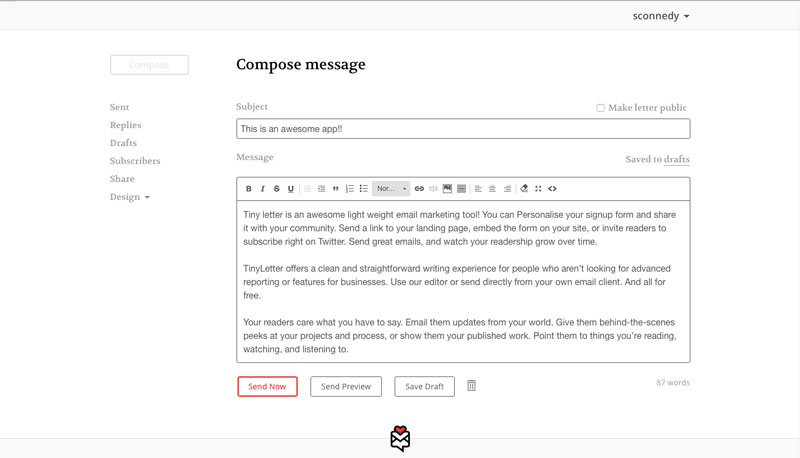 sconnedy
Compose
Compose message
Sent
Replies
Drafts
Subscribers
Share
Design
Subject
Make letter public
This is an awesome app!!
Message
Saved to drafts
B I S U
Nor...
Tiny letter is an awesome light weight email marketing tool! You can Personalise your signup form and share
it with your community. Send a link to your landing page, embed the form on your site, or invite readers to
subscribe right on Twitter. Send great emails, and watch your readership grow over time.
TinyLetter offers a clean and straightforward writing experience for people who aren't looking for advanced
reporting or features for businesses. Use our editor or send directly from your own email client. And all for
free.
Your readers care what you have to say. Email them updates from your world. Give them behind-the-scenes
peeks at your projects and process, or show them your published work. Point them to things you're reading,
watching, and listening to.
Send Now
Send Preview
Save Draft
87 words